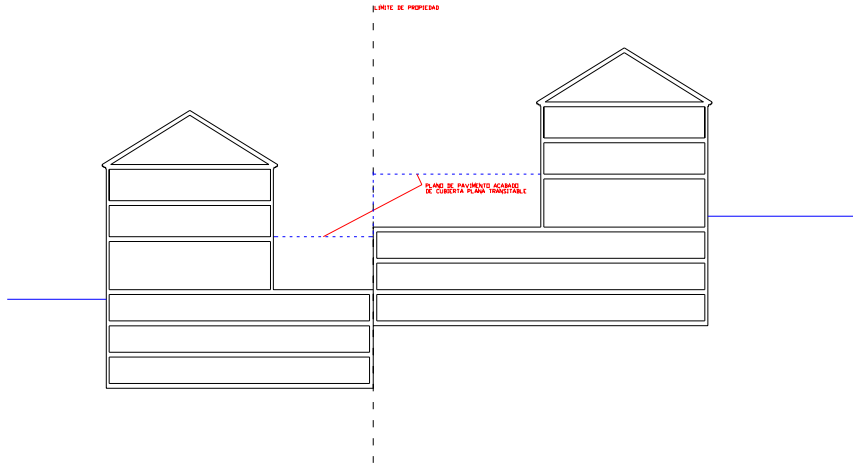 LIMITE DE PROPIEDAD
PLANO DE PAVIMENTO ACABADO
DE CUBIERTA PLANA TRANSITABLE